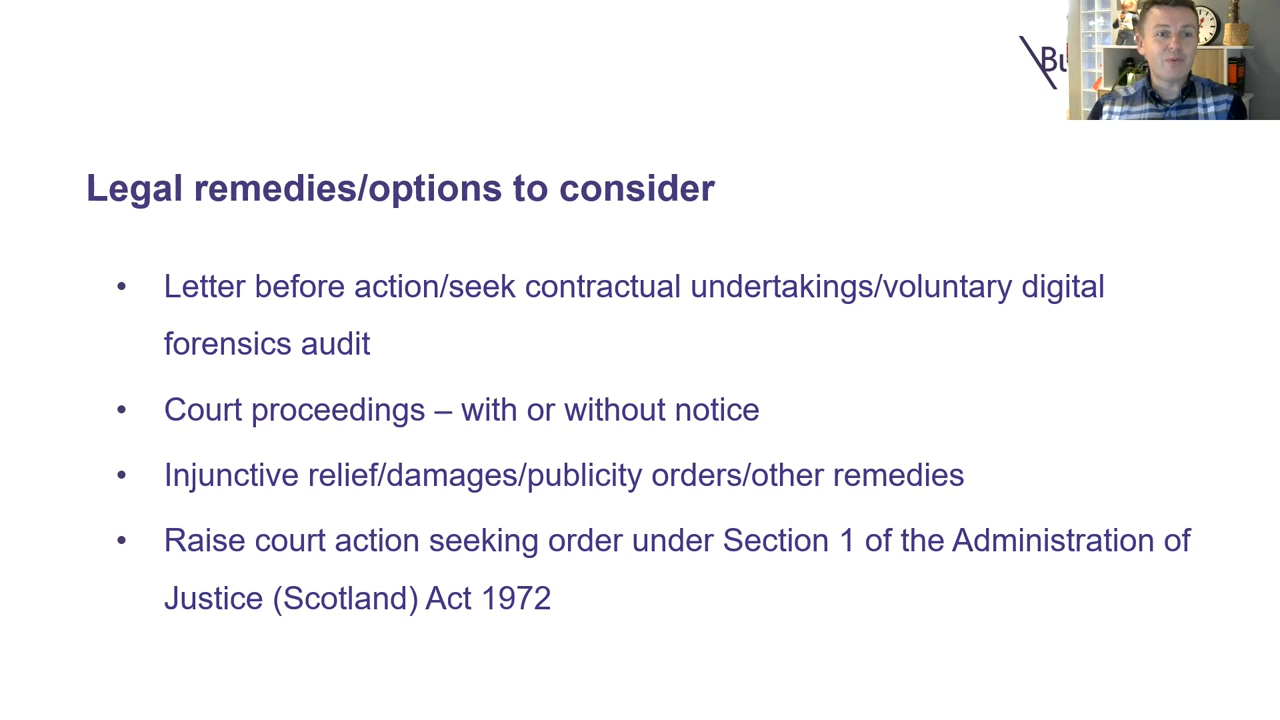 Legal remedies/options to consider
• Letter before action/seek contractual undertakings/voluntary digital
forensics audit
• Court proceedings – with or without notice
• Injunctive relief/damages/publicity orders/other remedies
• Raise court action seeking order under Section 1 of the Administration of
Justice (Scotland) Act 1972